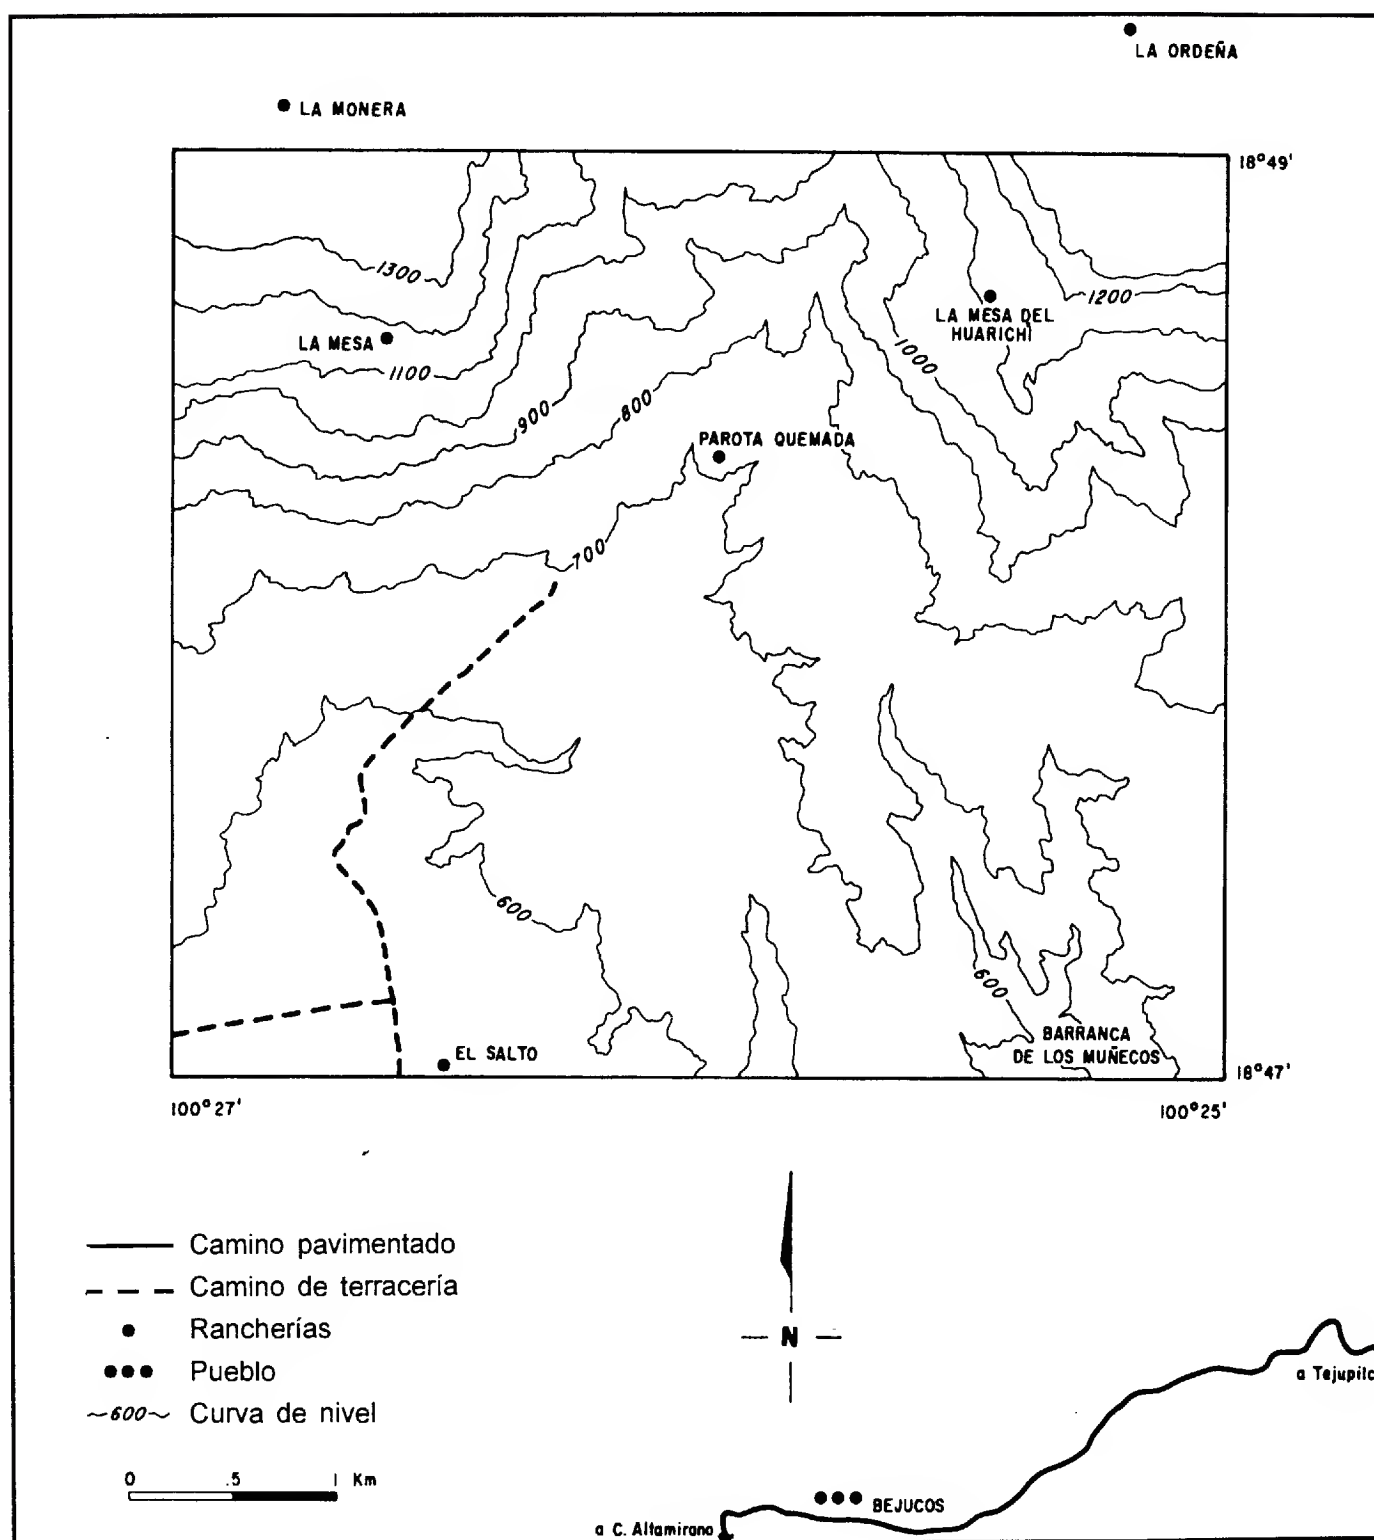 LA ORDEÑA
LA MONERA
18°49'
1300
1200
LA MESA DEL
HUARICHI
LA MESA
1000
1100
900
800
PAROTA QUEMADA
700
600
600
BARRANCA
DE LOS MUÑECOS
EL SALTO
18°47'
100°27'
100°25'
Camino pavimentado
Camino de terracería
Rancherías
Pueblo
~600~ Curva de nivel
N
0 .5 1 Km
a Tejupilc
BEJUCOS
a C. Altamirano